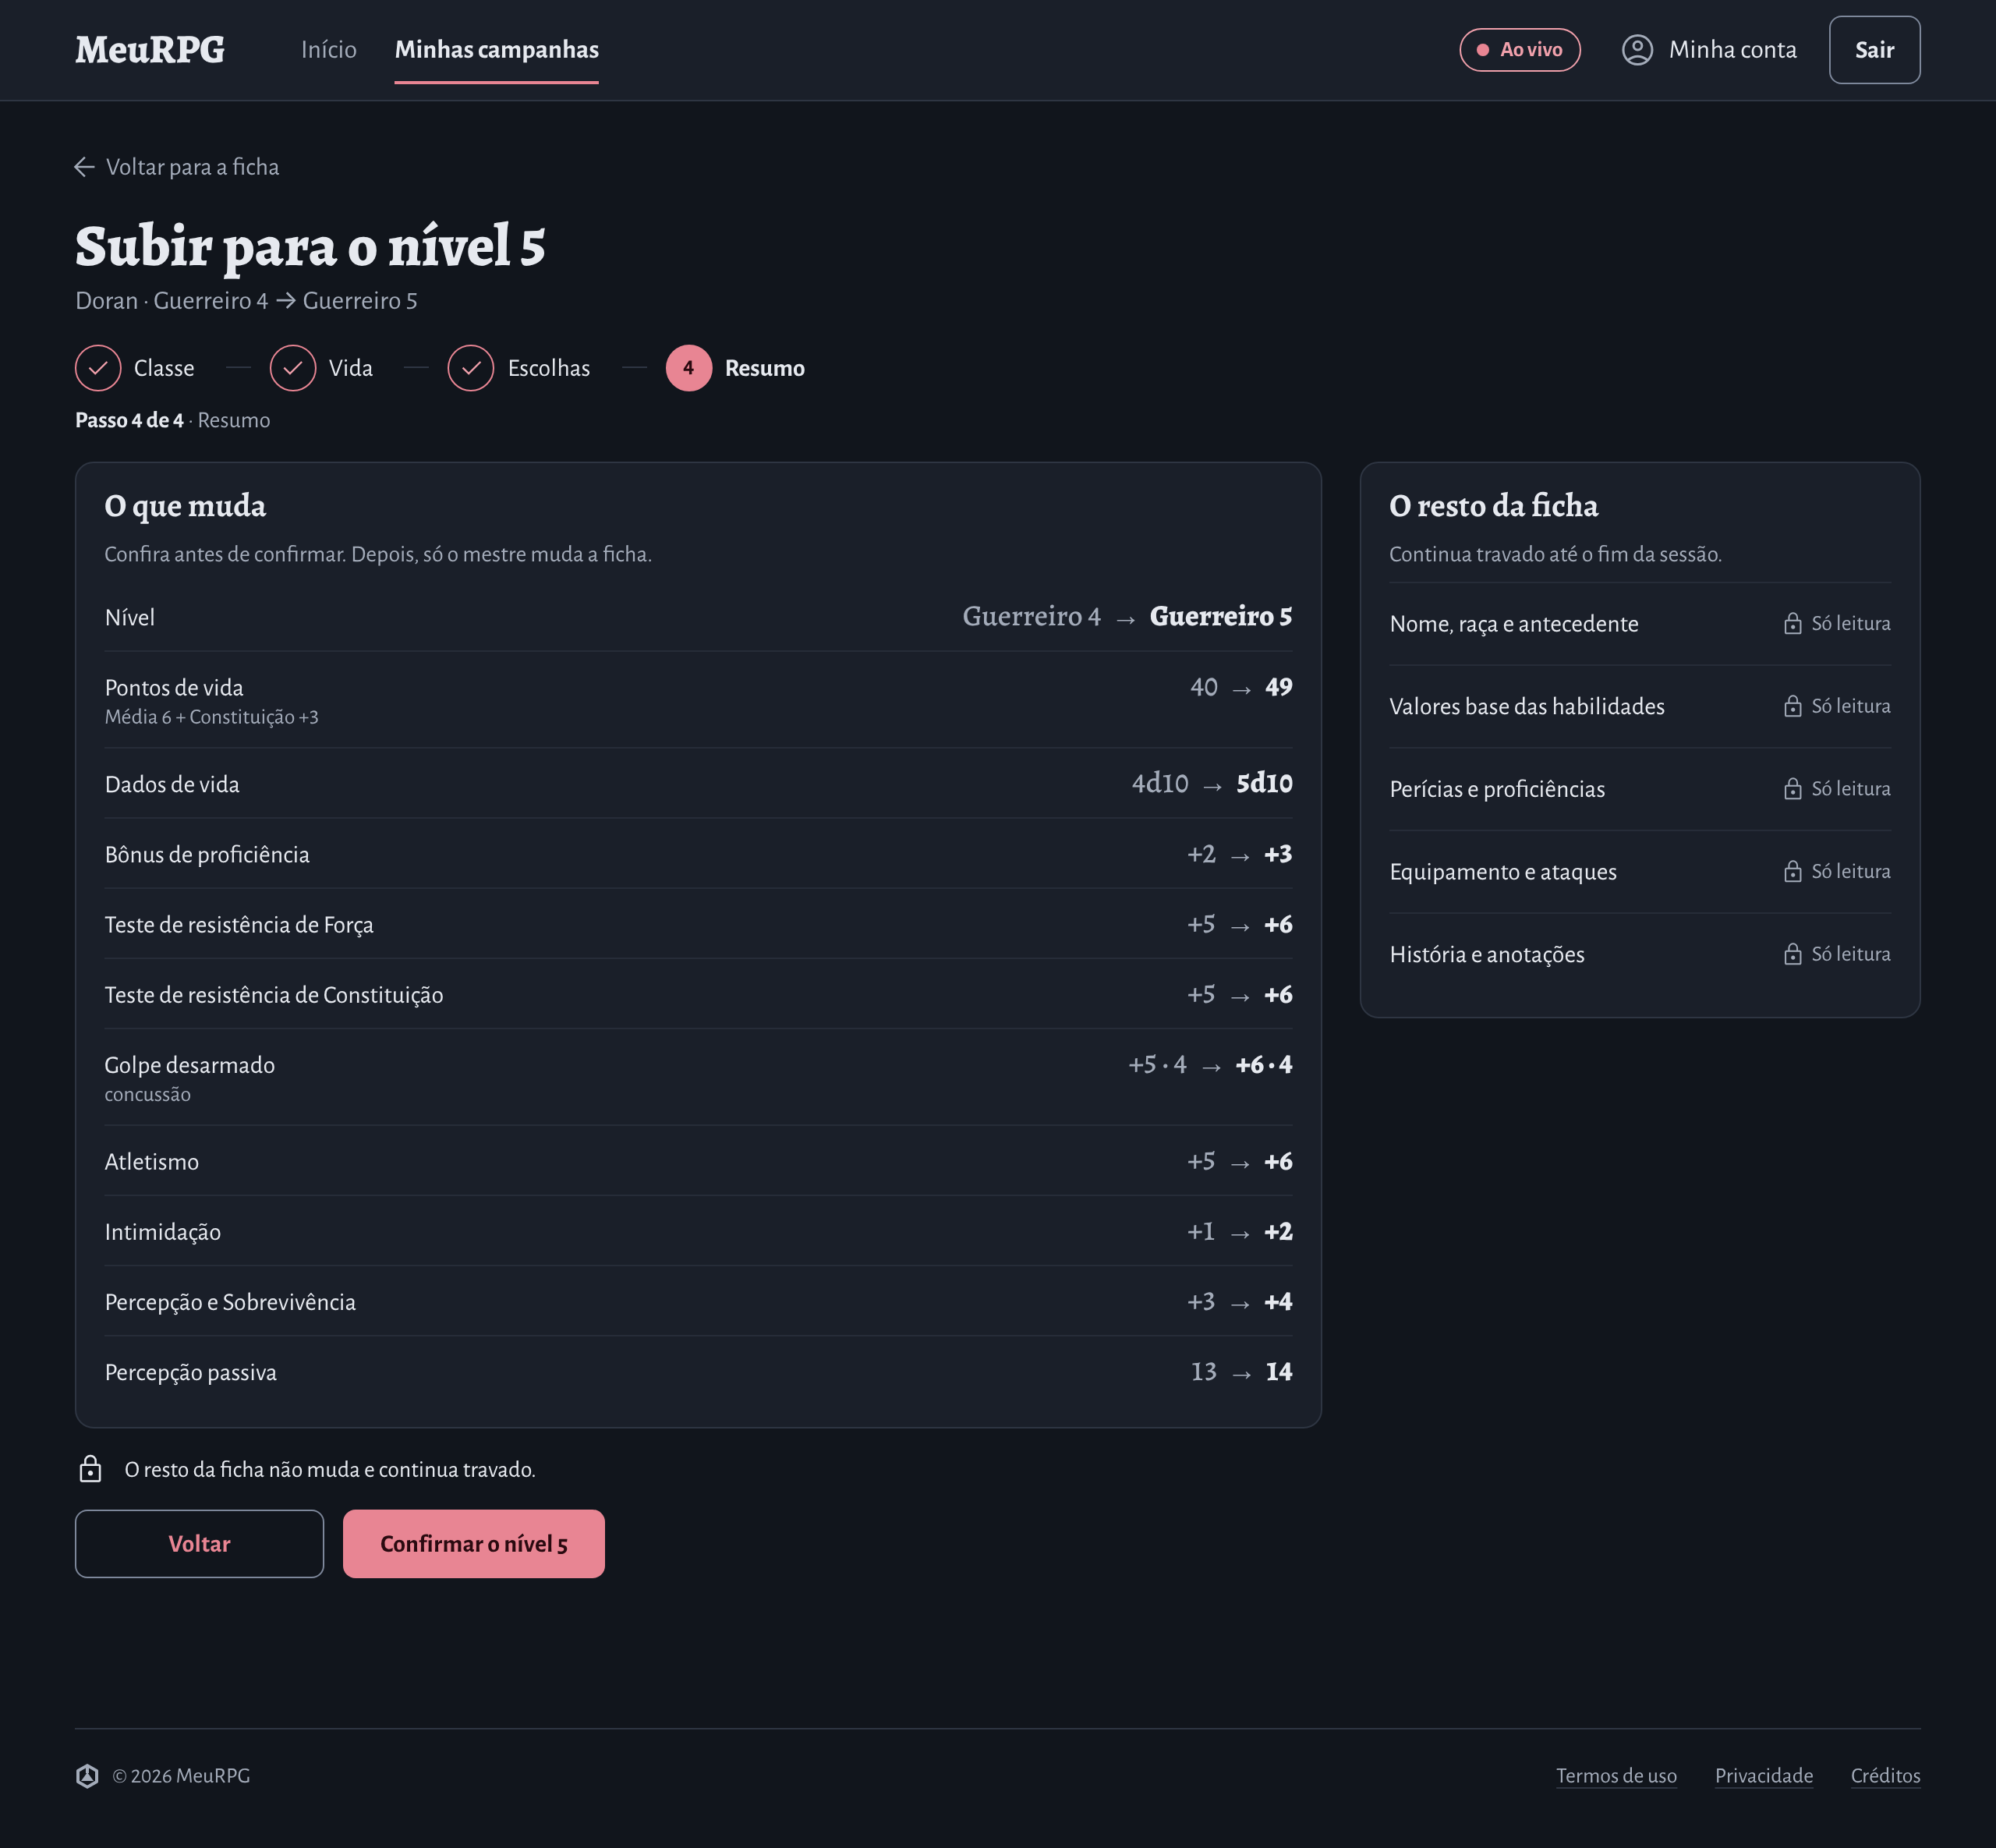 MeuRPG
Início
Minhas campanhas
Ao vivo
Minha conta
Sair
Voltar para a ficha
Subir para o nível 5
Doran · Guerreiro 4 → Guerreiro 5
Classe
Vida
Escolhas
4
Resumo
Passo 4 de 4 · Resumo
O que muda
Confira antes de confirmar. Depois, só o mestre muda a ficha.
Nível
Guerreiro 4 → Guerreiro 5
Pontos de vida
40 → 49
Média 6 + Constituição +3
Dados de vida
4d10 → 5d10
Bônus de proficiência
+2 → +3
Teste de resistência de Força
+5 → +6
Teste de resistência de Constituição
+5 → +6
Golpe desarmado
+5 · 4 → +6 · 4
concussão
Atletismo
+5 → +6
Intimidação
+1 → +2
Percepção e Sobrevivência
+3 → +4
Percepção passiva
13 → 14
O resto da ficha
Continua travado até o fim da sessão.
Nome, raça e antecedente
Só leitura
Valores base das habilidades
Só leitura
Perícias e proficiências
Só leitura
Equipamento e ataques
Só leitura
História e anotações
Só leitura
O resto da ficha não muda e continua travado.
Voltar
Confirmar o nível 5
© 2026 MeuRPG
Termos de uso
Privacidade
Créditos